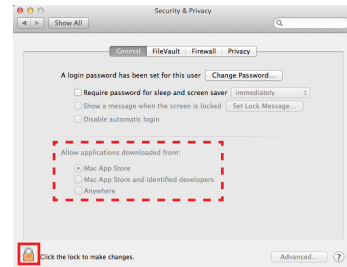 Security & Privacy
Show All
General FileVault Firewall Privacy
A login password has been set for this user Change Password...
Require password for sleep and screen saver immediately
Show a message when the screen is locked Set Lock Message...
Disable automatic login
Allow applications downloaded from:
Mac App Store
Mac App Store and identified developers
Anywhere
Click the lock to make changes. Advanced... ?